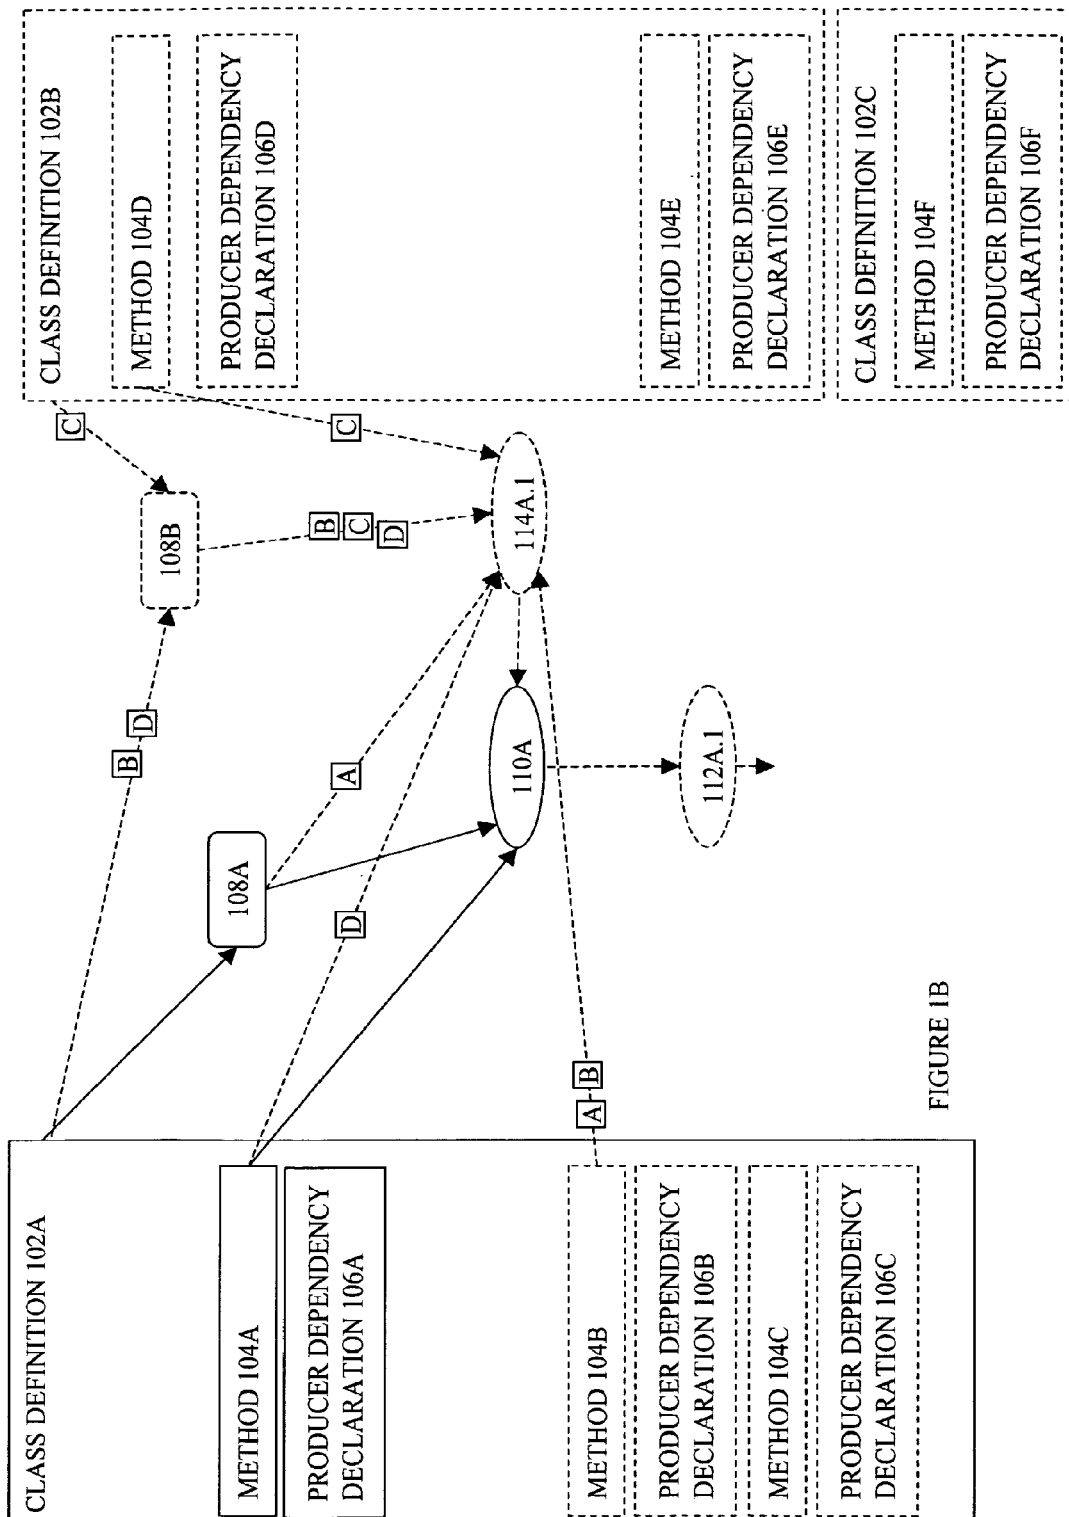 CLASS DEFINITION 102A
METHOD 104A
PRODUCER DEPENDENCY
DECLARATION 106A
METHOD 104B
PRODUCER DEPENDENCY
DECLARATION 106B
METHOD 104C
PRODUCER DEPENDENCY
DECLARATION 106C
B
D
108A
108B
C
A
D
B
C
D
C
A
B
110A
114A.1
112A.1
CLASS DEFINITION 102B
METHOD 104D
PRODUCER DEPENDENCY
DECLARATION 106D
METHOD 104E
PRODUCER DEPENDENCY
DECLARATION 106E
CLASS DEFINITION 102C
METHOD 104F
PRODUCER DEPENDENCY
DECLARATION 106F
FIGURE 1B